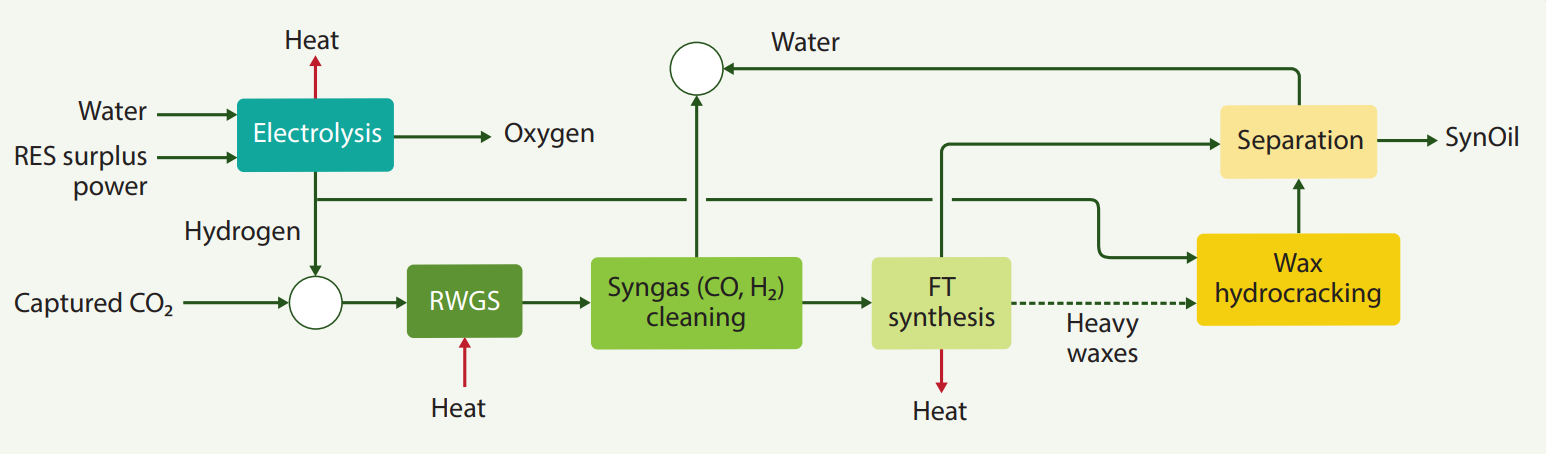 Heat
Water
Water
Electrolysis
Oxygen
Separation
SynOil
RES surplus
power
Hydrogen
Captured CO₂
RWGS
Syngas (CO, H₂)
cleaning
FT
synthesis
Heavy
waxes
Wax
hydrocracking
Heat
Heat